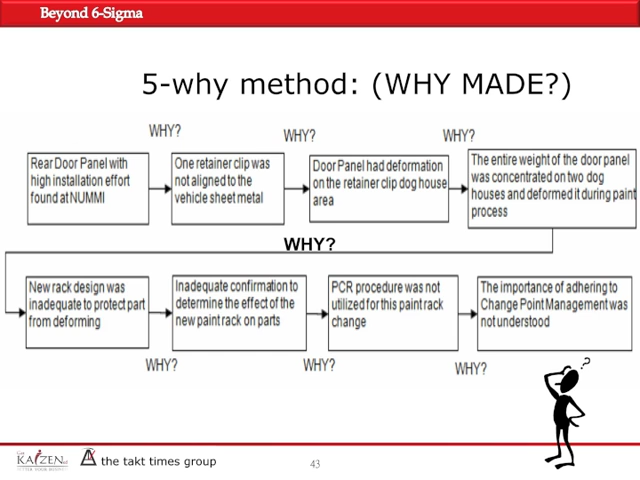 Beyond 6-Sigma
5-why method: (WHY MADE?)
WHY?
WHY?
WHY?
Rear Door Panel with
high installation effort
found at NUMMI
One retainer clip was
not aligned to the
vehicle sheet metal
Door Panel had deformation
on the retainer clip dog house
area
The entire weight of the door panel
was concentrated on two dog
houses and deformed it during paint
process
WHY?
New rack design was
inadequate to protect part
from deforming
Inadequate confirmation to
determine the effect of the
new paint rack on parts
PCR procedure was not
utilized for this paint rack
change
The importance of adhering to
Change Point Management was
not understood
WHY?
WHY?
WHY?
?
KAIZEN
the takt times group
43